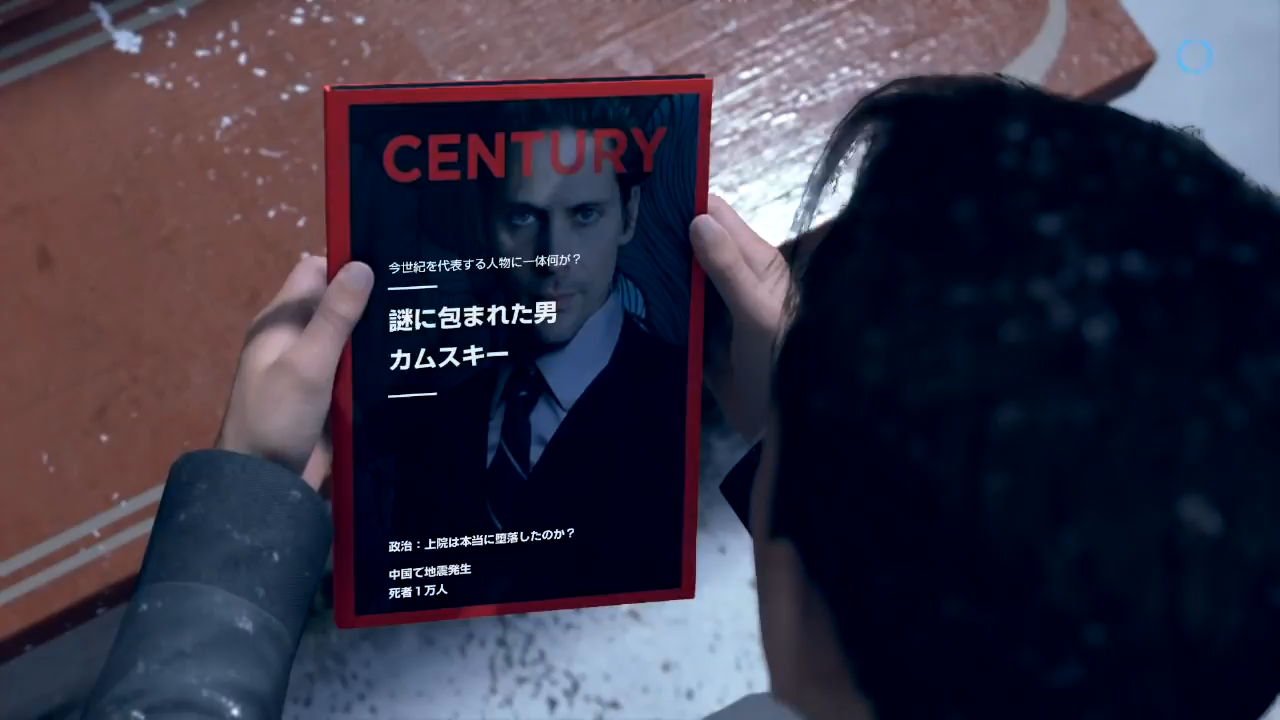 CENTURY
今世紀を代表する人物に一体何が？
謎に包まれた男
カムスキー
政治：上院は本当に堕落したのか？
中国で地震発生
死者１万人